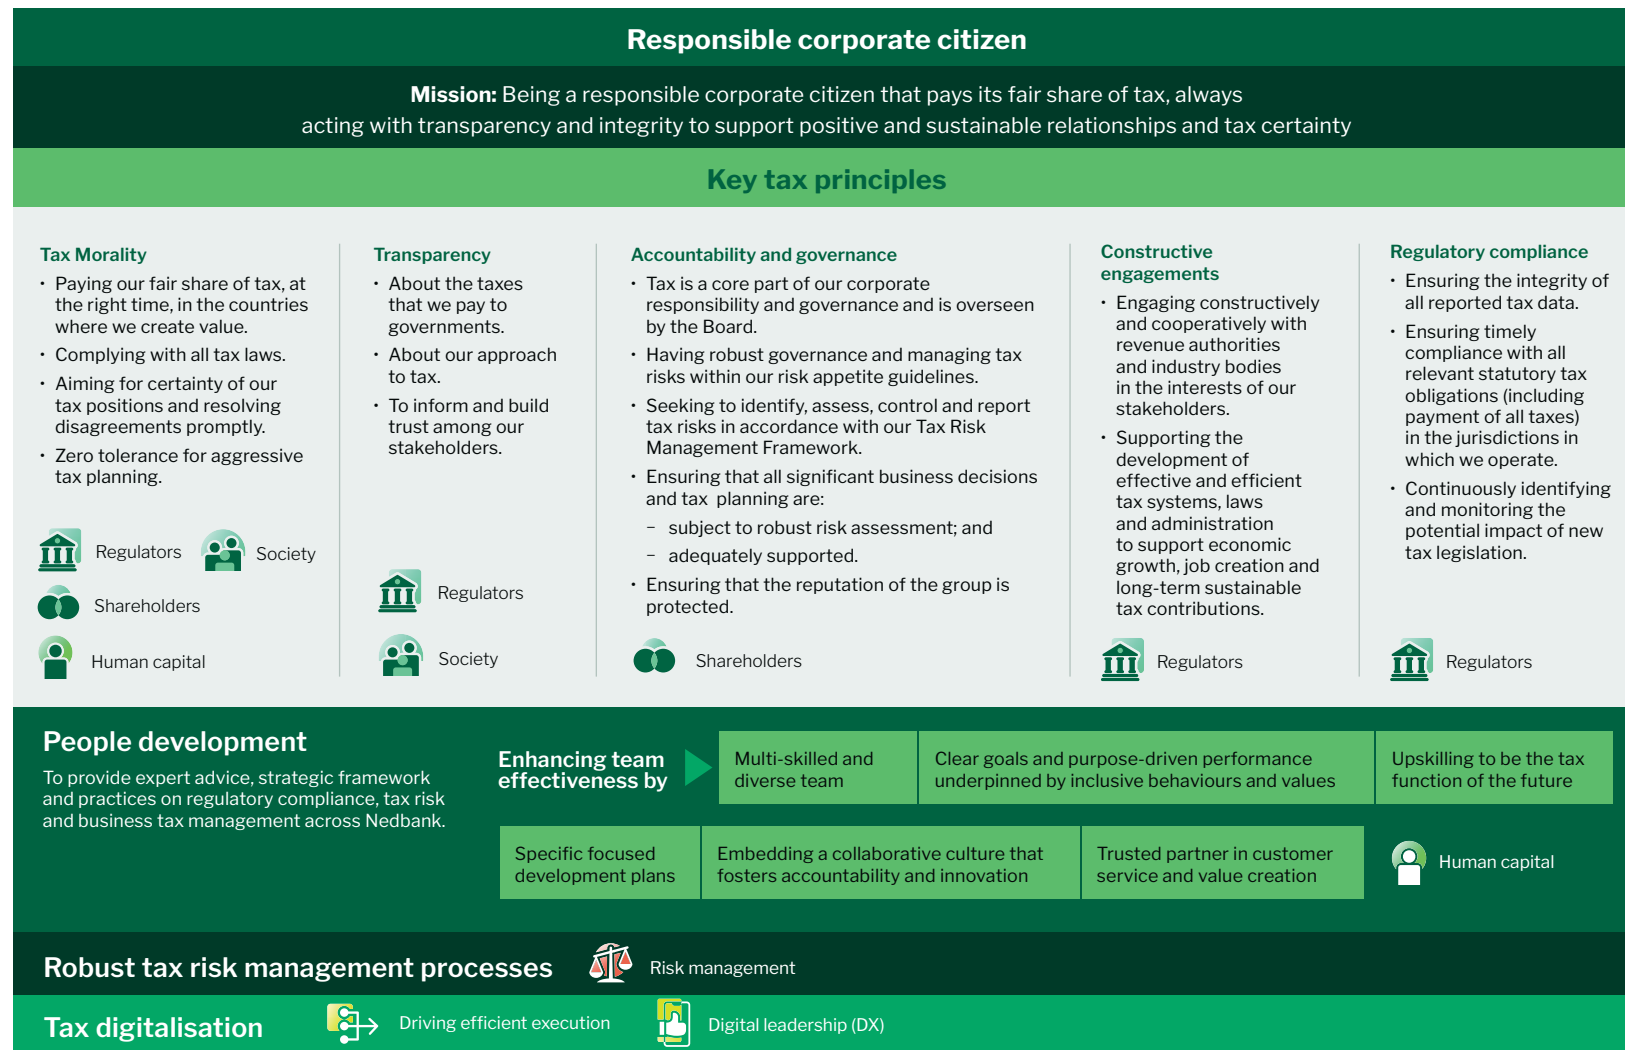 Responsible corporate citizen
Mission: Being a responsible corporate citizen that pays its fair share of tax, always
acting with transparency and integrity to support positive and sustainable relationships and tax certainty
Key tax principles
Tax Morality
• Paying our fair share of tax, at
the right time, in the countries
where we create value.
• Complying with all tax laws.
• Aiming for certainty of our
tax positions and resolving
disagreements promptly.
• Zero tolerance for aggressive
tax planning.
Regulators
Society
Shareholders
Human capital
Transparency
• About the taxes
that we pay to
governments.
• About our approach
to tax.
• To inform and build
trust among our
stakeholders.
Regulators
Society
Accountability and governance
• Tax is a core part of our corporate
responsibility and governance and is overseen
by the Board.
• Having robust governance and managing tax
risks within our risk appetite guidelines.
• Seeking to identify, assess, control and report
tax risks in accordance with our Tax Risk
Management Framework.
• Ensuring that all significant business decisions
and tax planning are:
– subject to robust risk assessment; and
– adequately supported.
• Ensuring that the reputation of the group is
protected.
Shareholders
Constructive
engagements
• Engaging constructively
and cooperatively with
revenue authorities
and industry bodies
in the interests of our
stakeholders.
• Supporting the
development of
effective and efficient
tax systems, laws
and administration
to support economic
growth, job creation and
long-term sustainable
tax contributions.
Regulators
Regulatory compliance
• Ensuring the integrity of
all reported tax data.
• Ensuring timely
compliance with all
relevant statutory tax
obligations (including
payment of all taxes)
in the jurisdictions in
which we operate.
• Continuously identifying
and monitoring the
potential impact of new
tax legislation.
Regulators
People development
To provide expert advice, strategic framework
and practices on regulatory compliance, tax risk
and business tax management across Nedbank.
Enhancing team
effectiveness by
Multi-skilled and
diverse team
Clear goals and purpose-driven performance
underpinned by inclusive behaviours and values
Upskilling to be the tax
function of the future
Specific focused
development plans
Embedding a collaborative culture that
fosters accountability and innovation
Trusted partner in customer
service and value creation
Human capital
Robust tax risk management processes
Risk management
Tax digitalisation
Driving efficient execution
Digital leadership (DX)